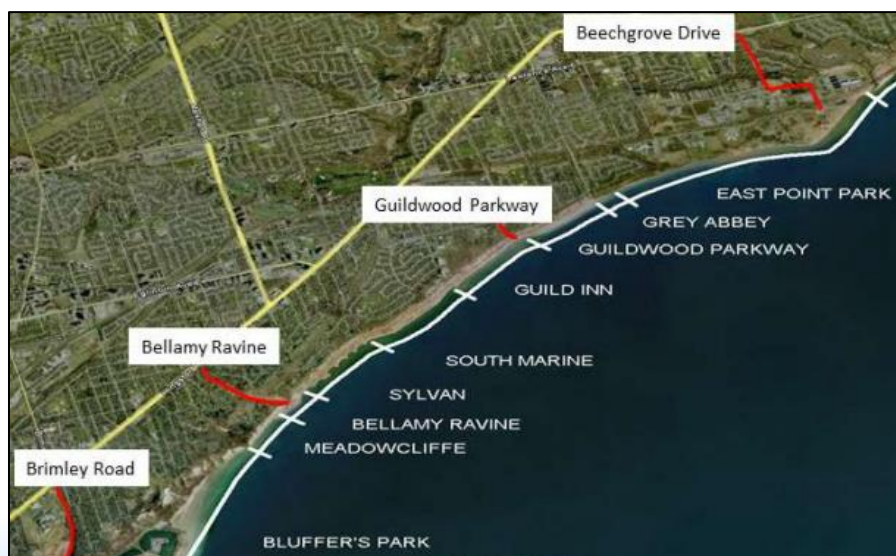 Beechgrove Drive
EAST POINT PARK
Guildwood Parkway
GREY ABBEY
GUILDWOOD PARKWAY
GUILD INN
Bellamy Ravine
SOUTH MARINE
SYLVAN
BELLAMY RAVINE
MEADOWCLIFFE
Brimley Road
BLUFFER'S PARK